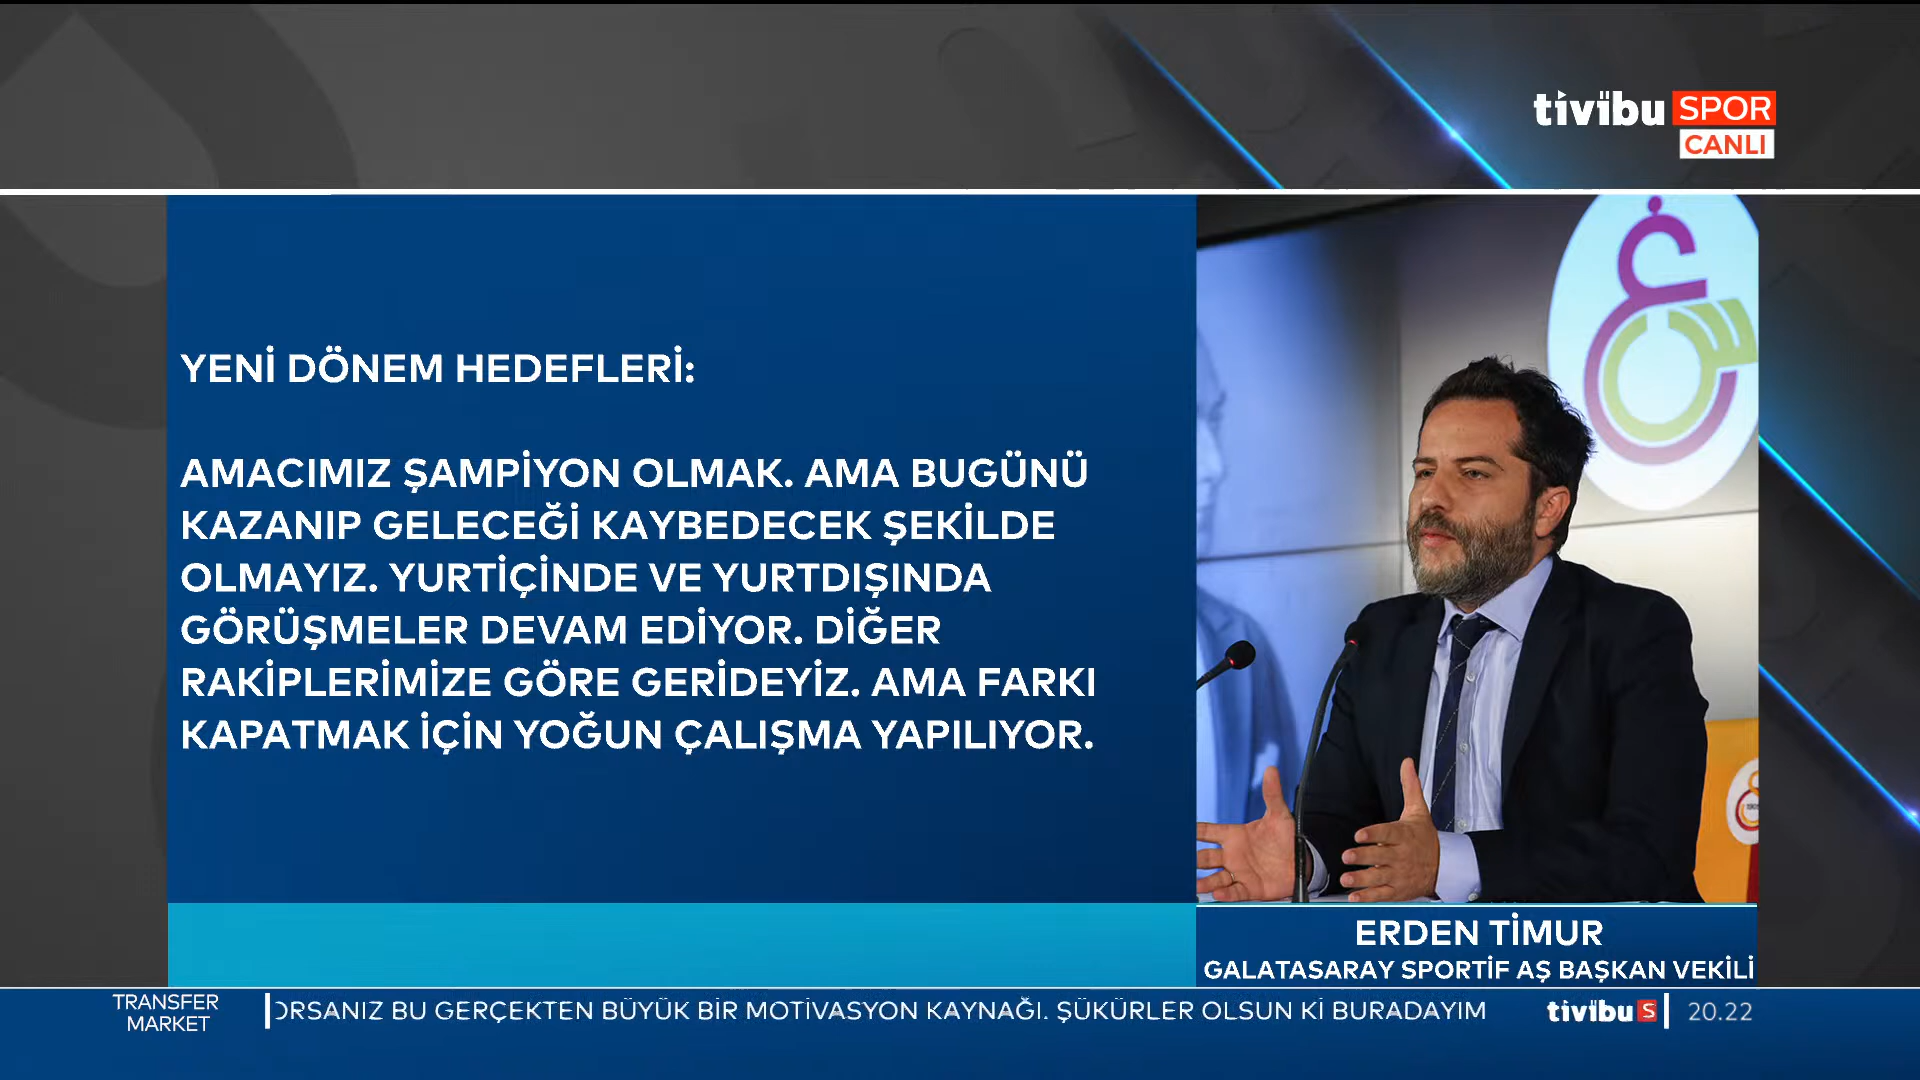 tivibu SPOR
CANLI
YENİ DÖNEM HEDEFLERİ:
AMACIMIZ ŞAMPİYON OLMAK. AMA BUGÜNÜ
KAZANIP GELECEĞİ KAYBEDECEK ŞEKİLDE
OLMAYIZ. YURTİÇİNDE VE YURTDIŞINDA
GÖRÜŞMELER DEVAM EDİYOR. DİĞER
RAKİPLERİMİZE GÖRE GERİDEYİZ. AMA FARKI
KAPATMAK İÇİN YOĞUN ÇALIŞMA YAPILIYOR.
ERDEN TİMUR
GALATASARAY SPORTİF AŞ BAŞKAN VEKİLİ
TRANSFER
MARKET
ORSANIZ BU GERÇEKTEN BÜYÜK BİR MOTİVASYON KAYNAĞI. ŞÜKÜRLER OLSUN Kİ BURADAYIM
tivibu S
20.22